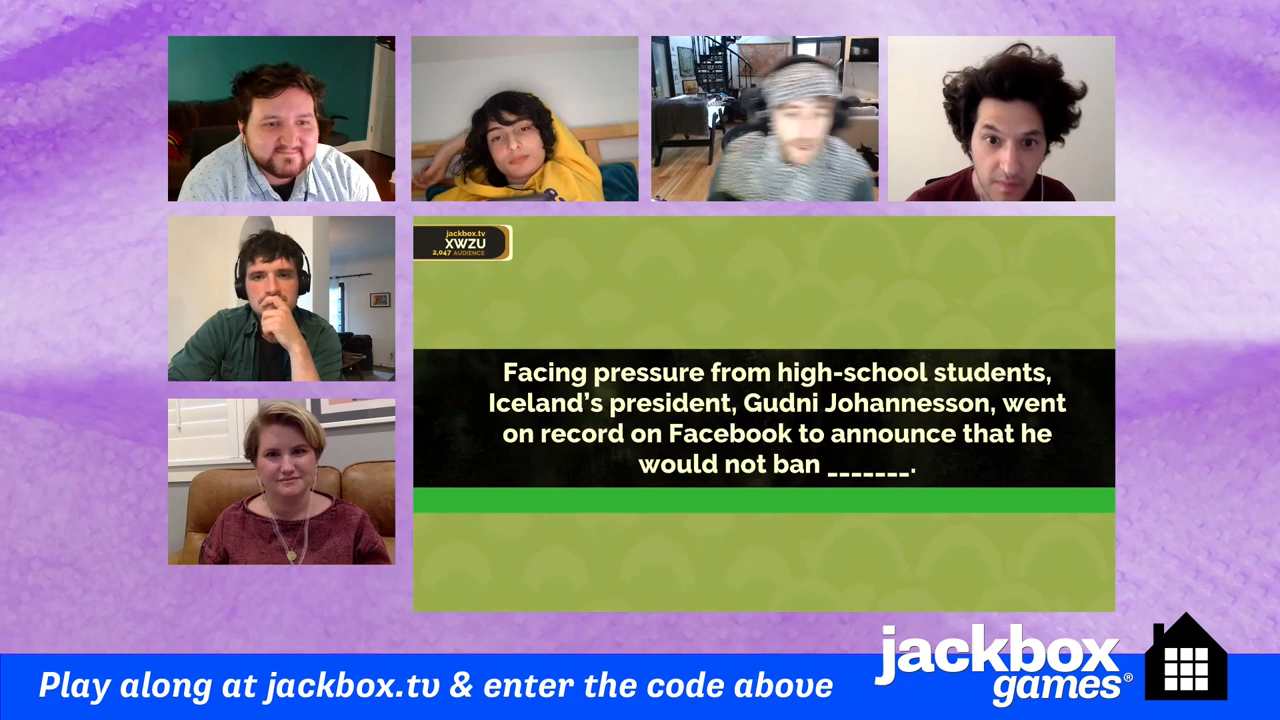 jackbox.tv
XWZU
2,047 AUDIENCE
Facing pressure from high-school students,
Iceland’s president, Gudni Johannesson, went
on record on Facebook to announce that he
would not ban _______.
jackbox
games®
Play along at jackbox.tv & enter the code above